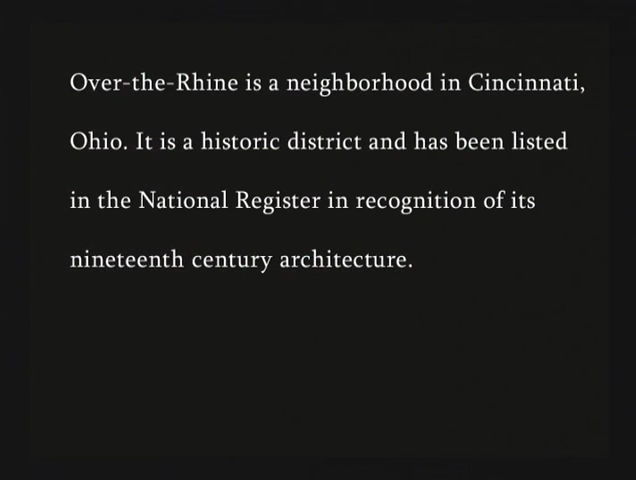 Over-the-Rhine is a neighborhood in Cincinnati,
Ohio. It is a historic district and has been listed
in the National Register in recognition of its
nineteenth century architecture.